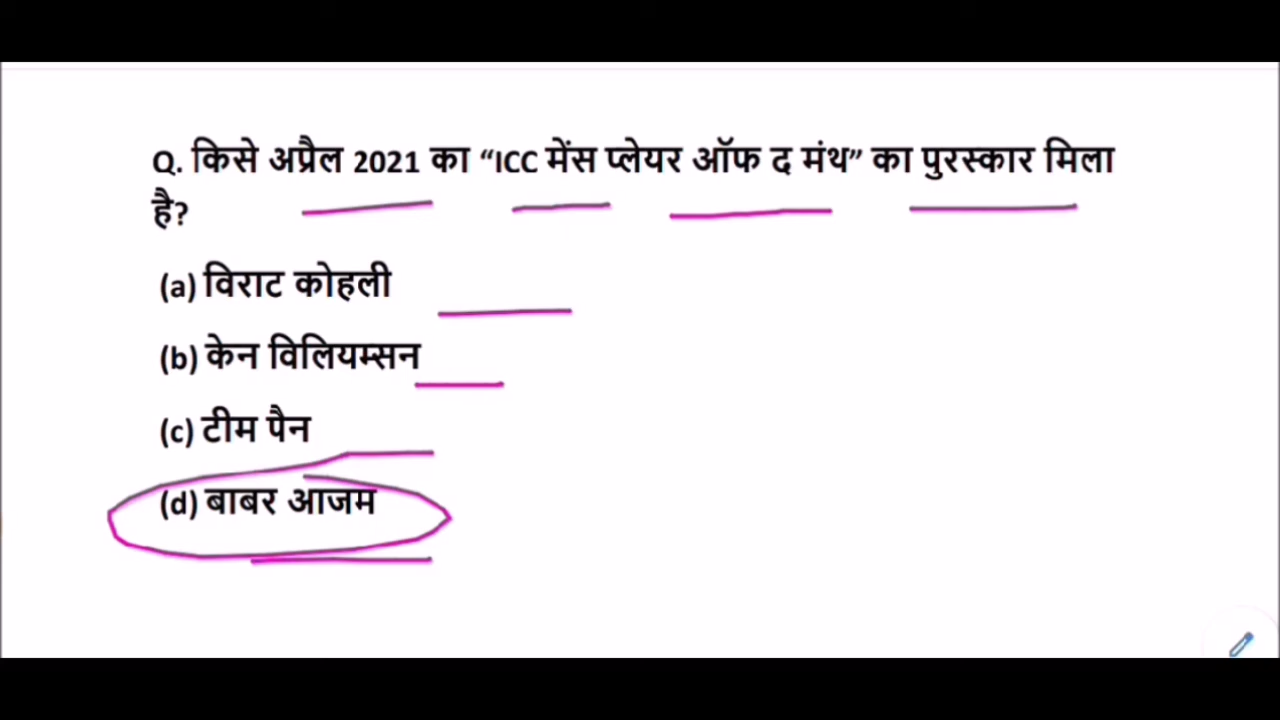 Q. किसे अप्रैल 2021 का “ICC मेंस प्लेयर ऑफ द मंथ” का पुरस्कार मिला
है?
(a) विराट कोहली
(b) केन विलियम्सन
(c) टीम पैन
(d) बाबर आजम